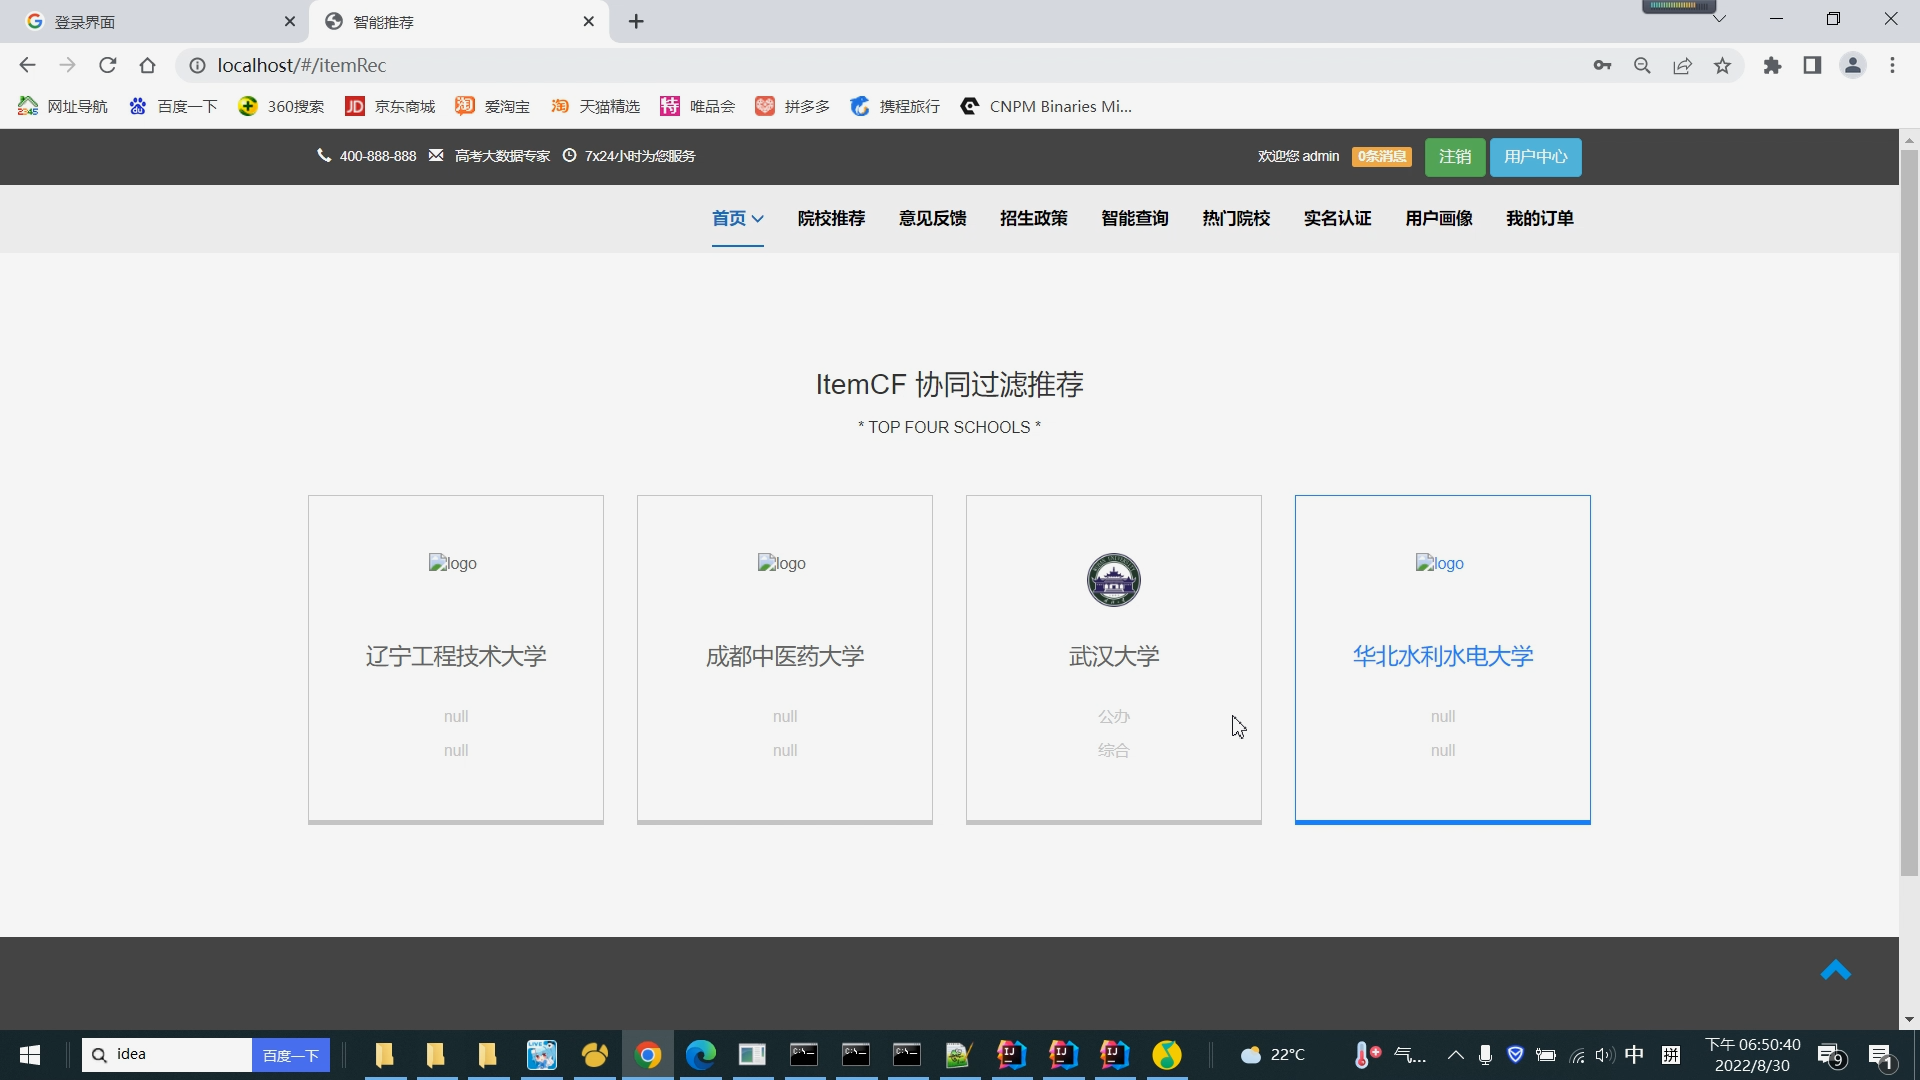 登录界面
智能推荐
localhost/#/itemRec
网址导航
百度一下
360搜索
JD 京东商城
淘 爱淘宝
淘 天猫精选
特 唯品会
拼多多
携程旅行
CNPM Binaries Mi...
400-888-888 高考大数据专家 7x24小时为您服务
欢迎您 admin 0条消息 注销 用户中心
首页 院校推荐 意见反馈 招生政策 智能查询 热门院校 实名认证 用户画像 我的订单
ItemCF 协同过滤推荐
* TOP FOUR SCHOOLS *
logo
辽宁工程技术大学
null
null
logo
成都中医药大学
null
null
武汉大学
公办
综合
logo
华北水利水电大学
null
null
idea 百度一下
22°C
气...
中
拼
下午 06:50:40
2022/8/30
9
1